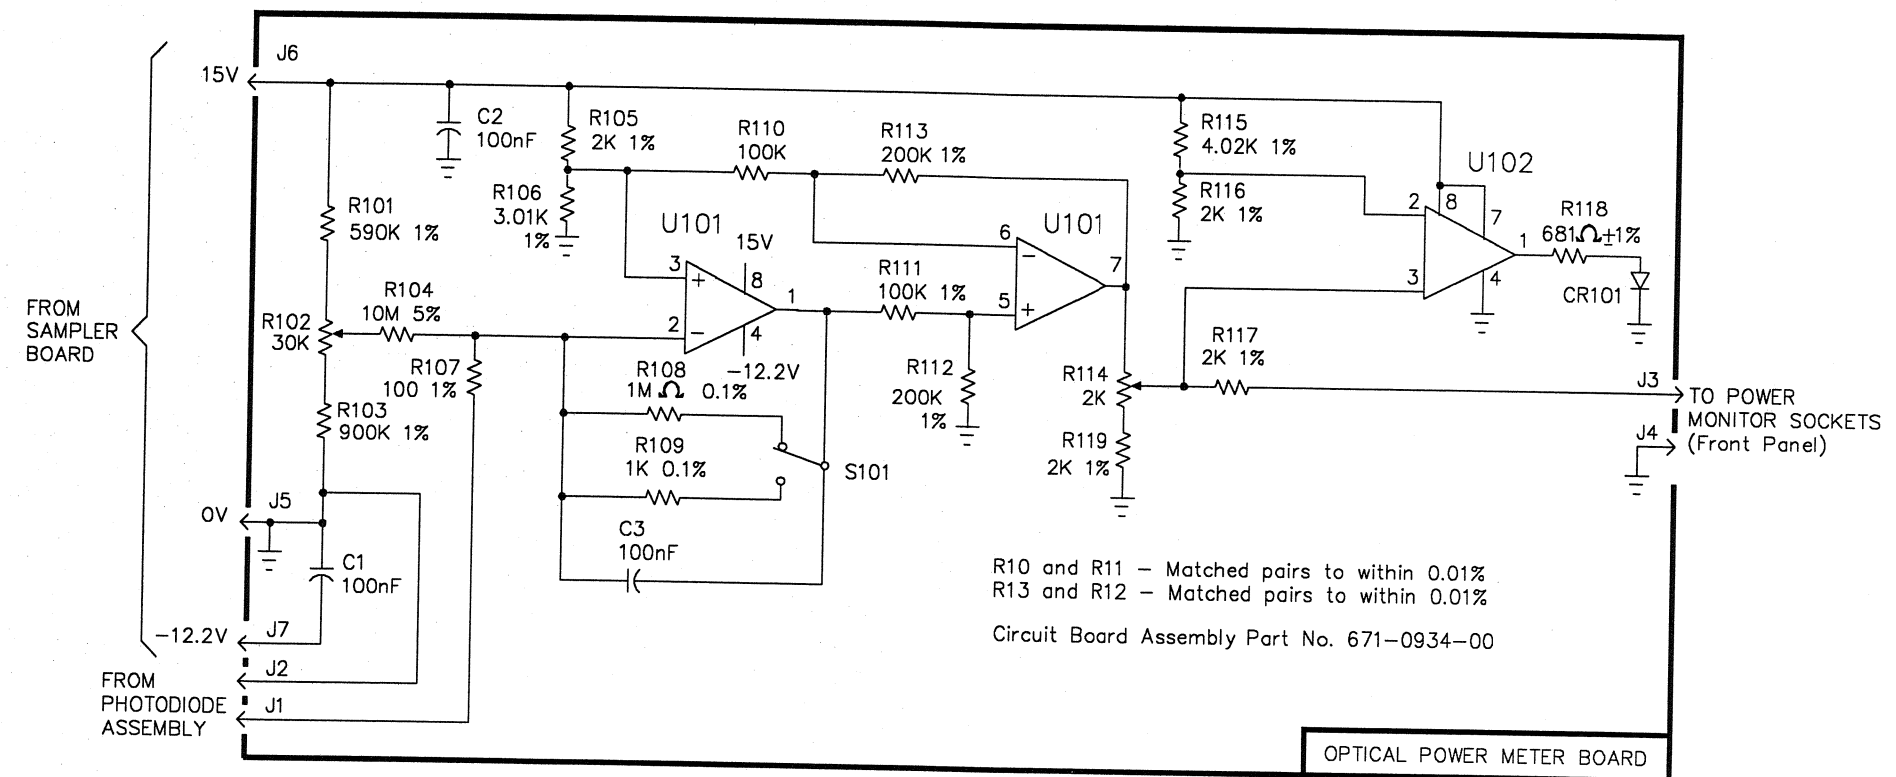 J6
15V
C2
100nF
R105
2K 1%
R110
100K
R113
200K 1%
R115
4.02K 1%
U102
R101
590K 1%
R106
3.01K
1%
U101
15V
3
+
8
1
2
−
4
−12.2V
U101
6
−
7
5
+
R116
2K 1%
2
8
7
1
3
4
R118
681Ω±1%
CR101
FROM
SAMPLER
BOARD
R102
30K
R104
10M 5%
R111
100K 1%
R107
100 1%
R108
1M Ω 0.1%
R112
200K
1%
R114
2K
R117
2K 1%
J3
TO POWER
MONITOR SOCKETS
(Front Panel)
J4
R103
900K 1%
R109
1K 0.1%
S101
R119
2K 1%
0V
J5
C3
100nF
C1
100nF
R10 and R11 – Matched pairs to within 0.01%
R13 and R12 – Matched pairs to within 0.01%
Circuit Board Assembly Part No. 671–0934–00
−12.2V
J7
J2
FROM
PHOTODIODE
ASSEMBLY
J1
OPTICAL POWER METER BOARD